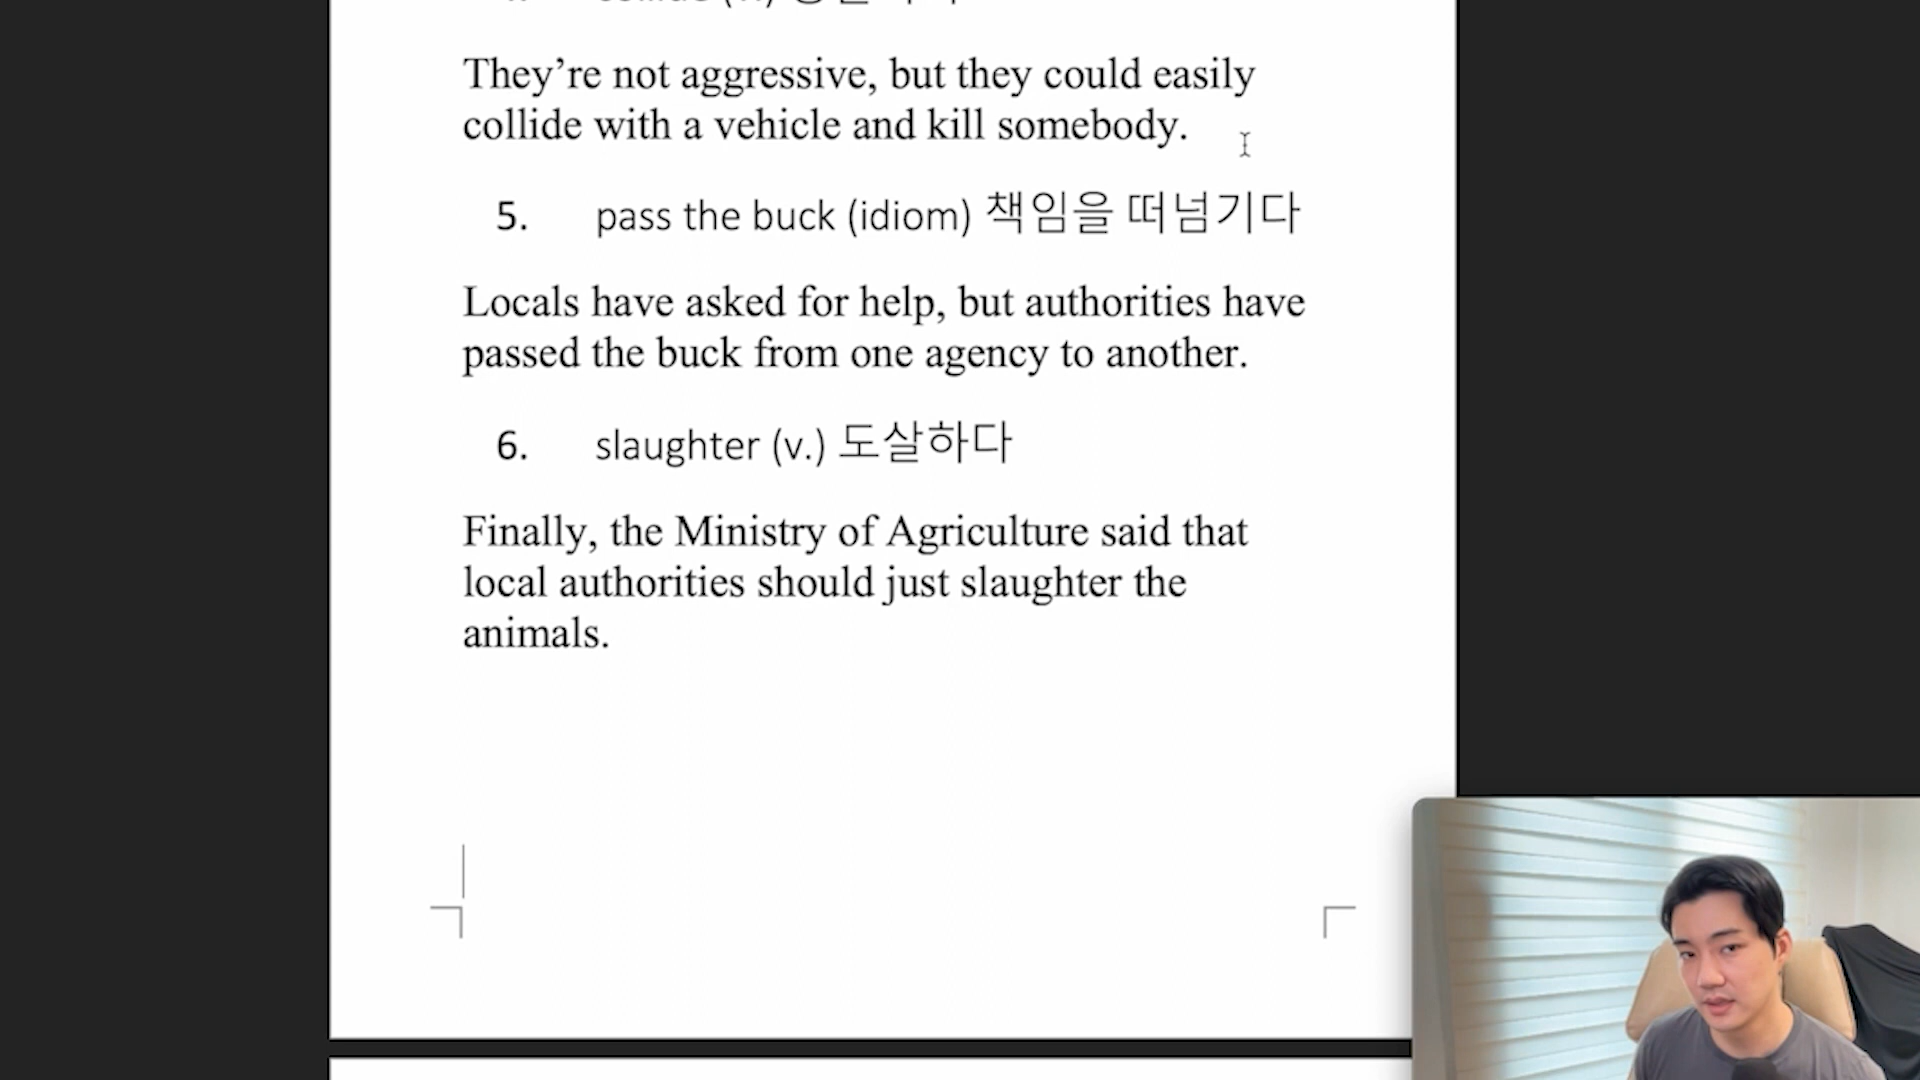 They’re not aggressive, but they could easily
collide with a vehicle and kill somebody.
5. pass the buck (idiom) 책임을 떠넘기다
Locals have asked for help, but authorities have
passed the buck from one agency to another.
6. slaughter (v.) 도살하다
Finally, the Ministry of Agriculture said that
local authorities should just slaughter the
animals.